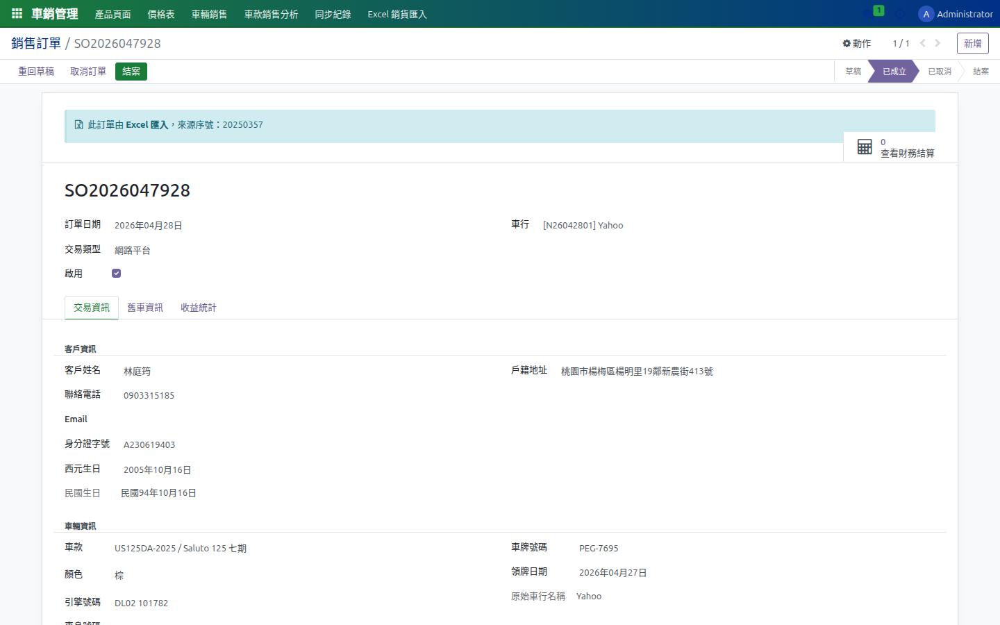 車銷管理 產品頁面 價格表 車輛銷售 車款銷售分析 同步紀錄 Excel 銷貨匯入 1 A Administrator
銷售訂單 / SO2026047928 動作 1 / 1 新增
重回草稿 取消訂單 結案 草稿 已成立 已取消 結案
此訂單由 Excel 匯入，來源序號：20250357
0
查看財務結算
SO2026047928
訂單日期 2026年04月28日 車行 [N26042801] Yahoo
交易類型 網路平台
啟用
交易資訊 舊車資訊 收益統計
客戶資訊
客戶姓名 林庭筠 戶籍地址 桃園市楊梅區楊明里19鄰新農街413號
聯絡電話 0903315185
Email
身分證字號 A230619403
西元生日 2005年10月16日
民國生日 民國94年10月16日
車輛資訊
車款 US125DA-2025 / Saluto 125 七期 車牌號碼 PEG-7695
顏色 棕 領牌日期 2026年04月27日
原始車行名稱 Yahoo
引擎號碼 DL02 101782
車身號碼